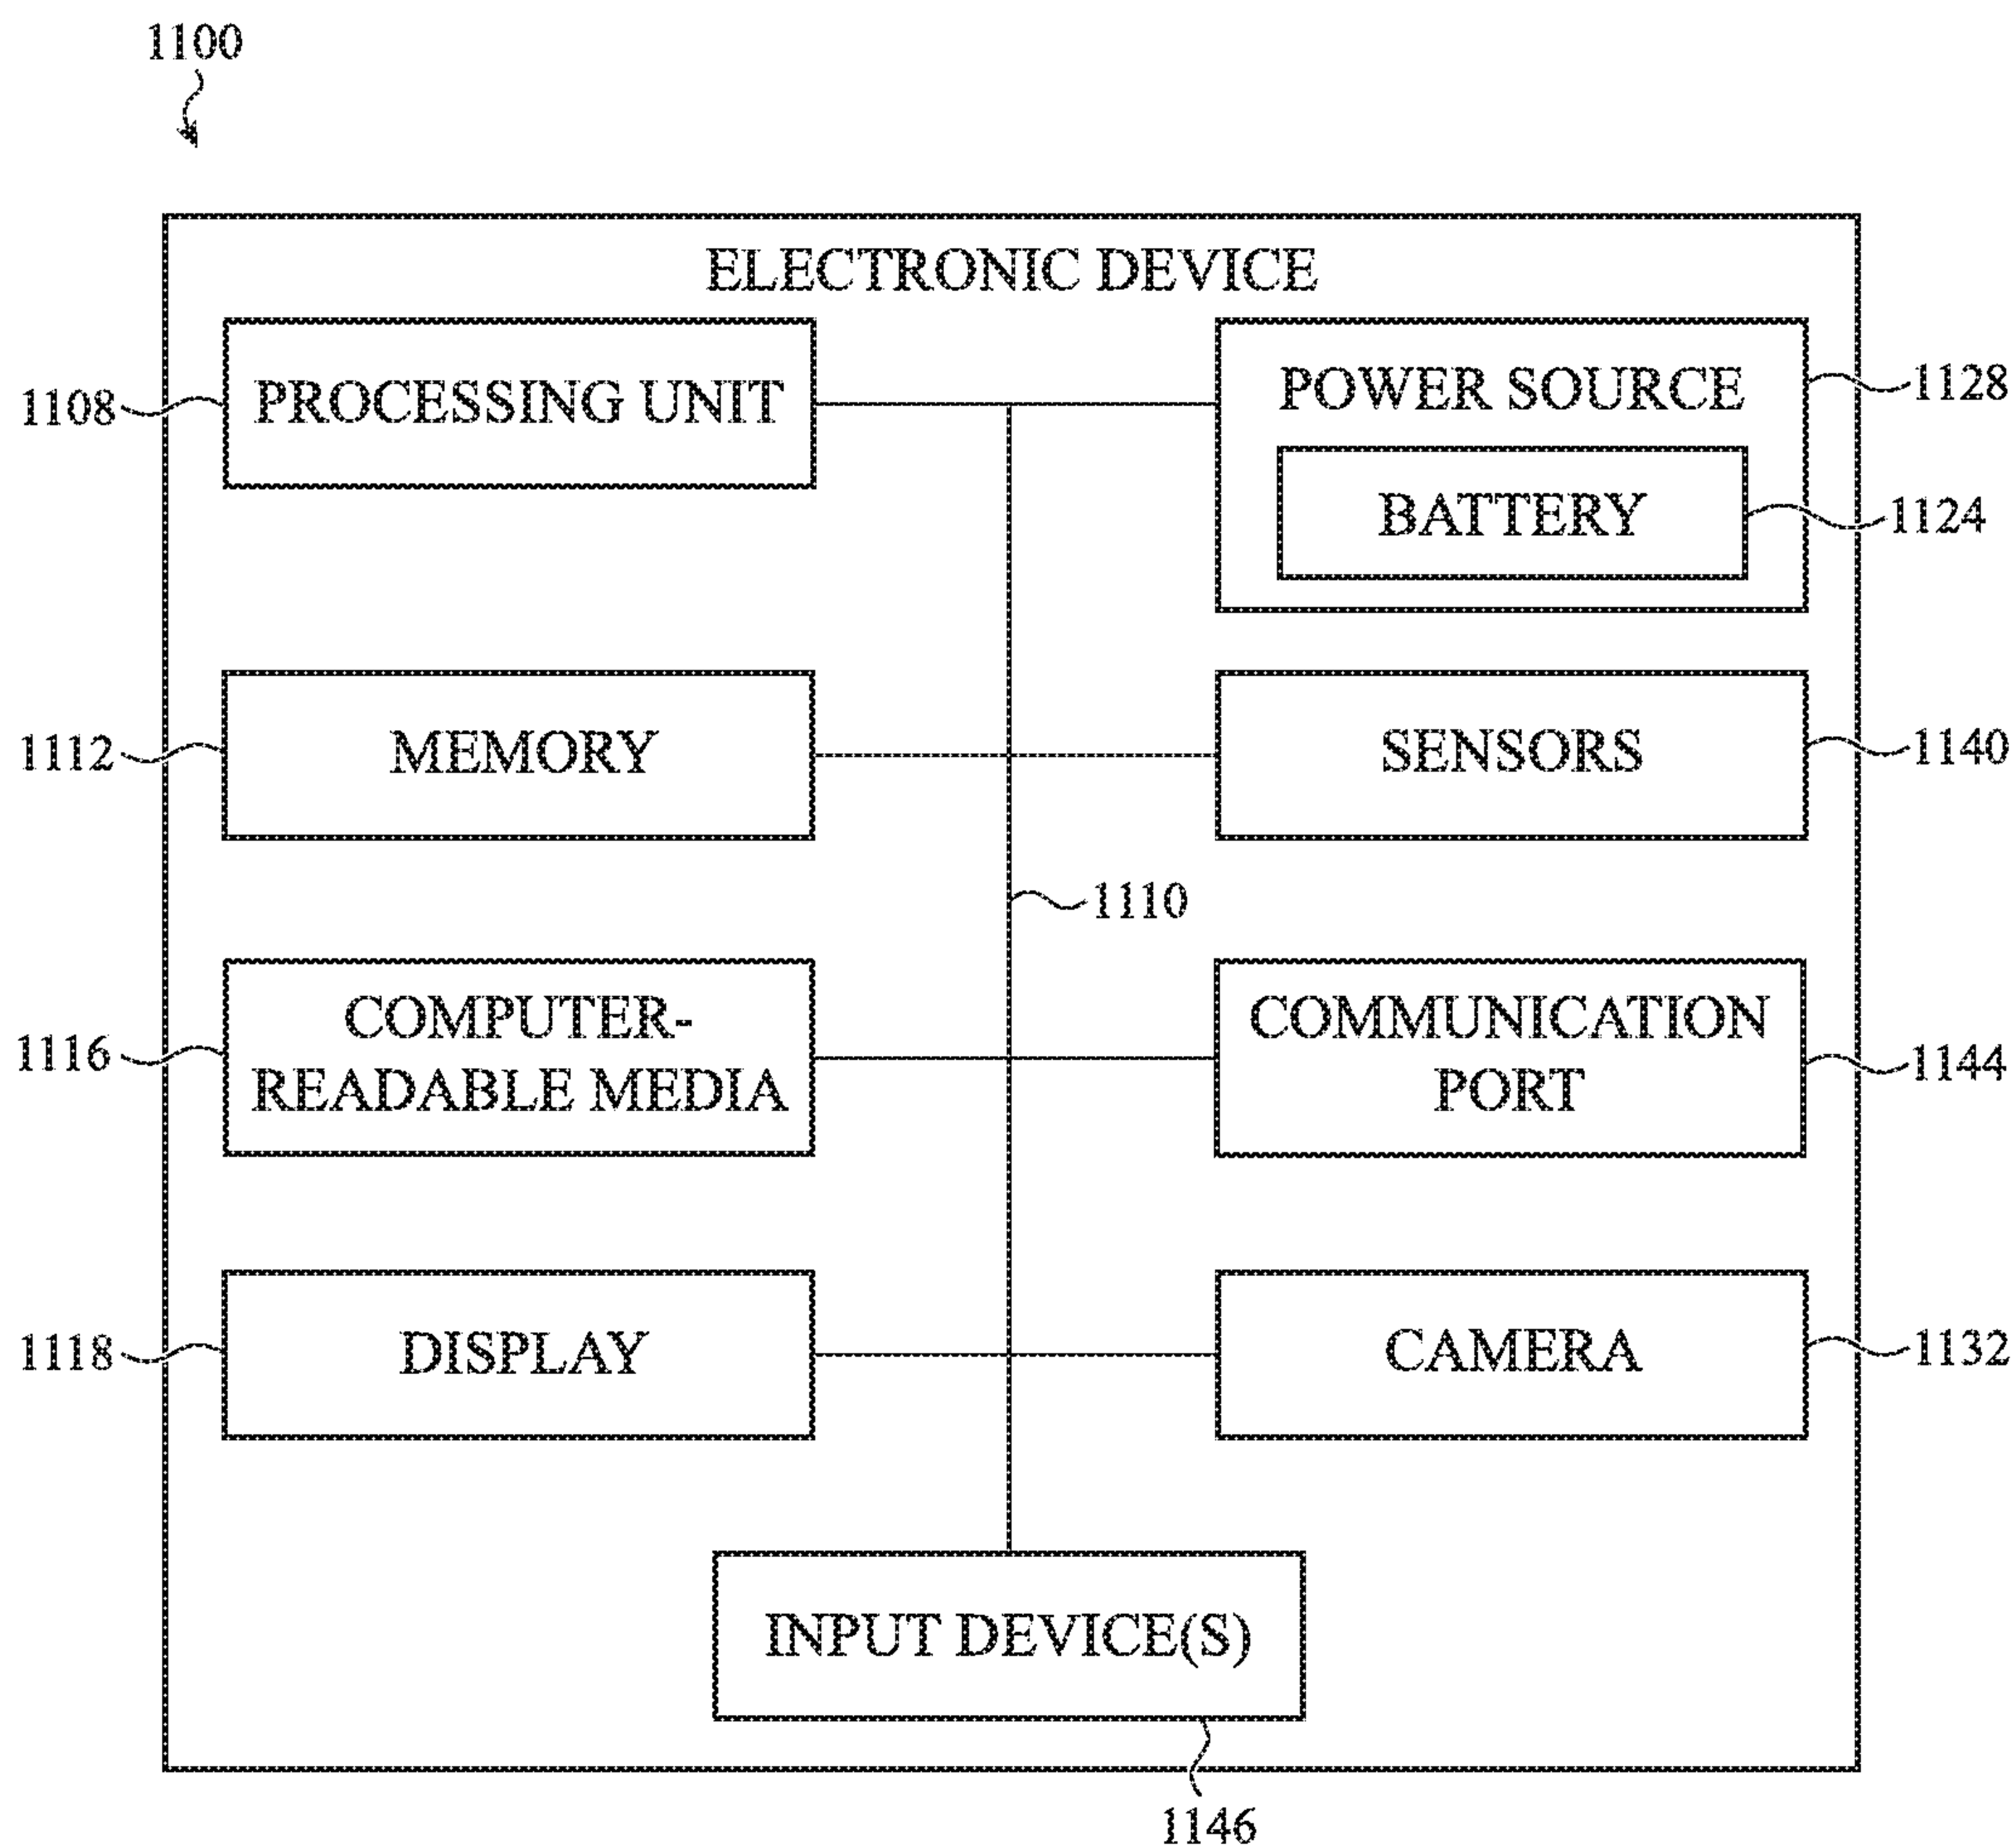 1100
ELECTRONIC DEVICE
1108
PROCESSING UNIT
POWER SOURCE
1128
BATTERY
1124
1112
MEMORY
SENSORS
1140
1110
1116
COMPUTER-
READABLE MEDIA
COMMUNICATION
PORT
1144
1118
DISPLAY
CAMERA
1132
INPUT DEVICE(S)
1146